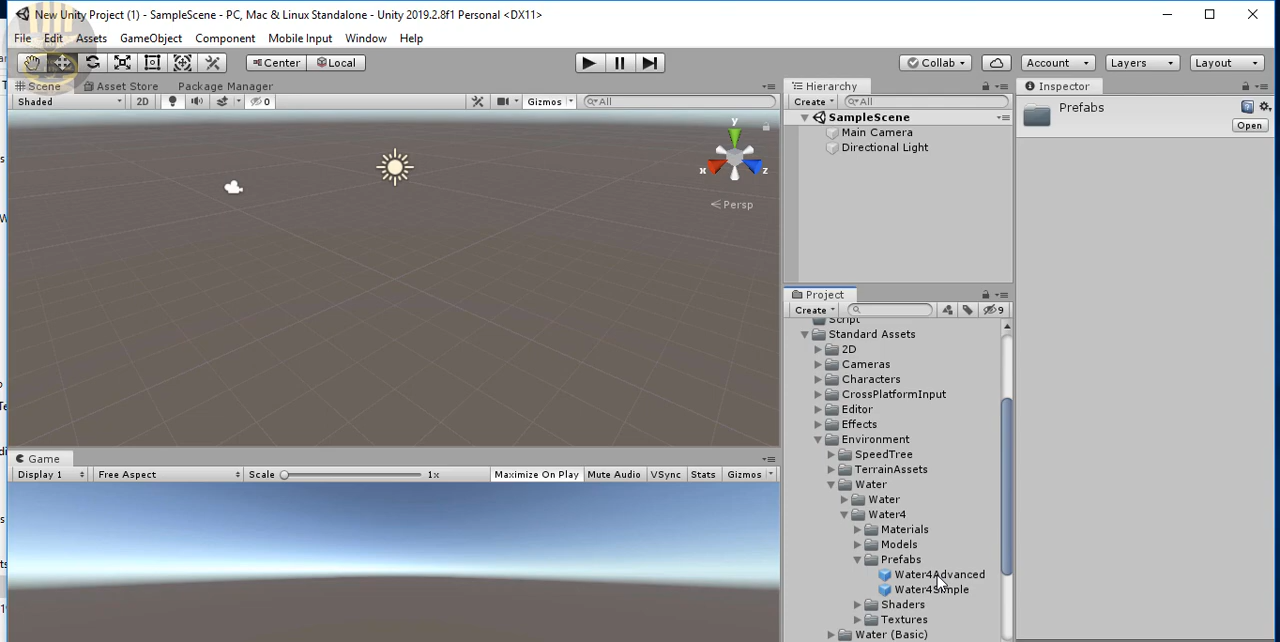 New Unity Project (1) - SampleScene - PC, Mac & Linux Standalone - Unity 2019.2.8f1 Personal <DX11>
File Edit Assets GameObject Component Mobile Input Window Help
Center Local Collab Account Layers Layout
Scene Asset Store Package Manager
Shaded 2D 0 Gizmos All
y
x z
Persp
Hierarchy
Create All
SampleScene
Main Camera
Directional Light
Inspector
Prefabs
Open
Project
Create 9
Script
Standard Assets
2D
Cameras
Characters
CrossPlatformInput
Editor
Effects
Environment
SpeedTree
TerrainAssets
Water
Water
Water4
Materials
Models
Prefabs
Water4Advanced
Water4Simple
Shaders
Textures
Water (Basic)
Game
Display 1 Free Aspect Scale 1x Maximize On Play Mute Audio VSync Stats Gizmos